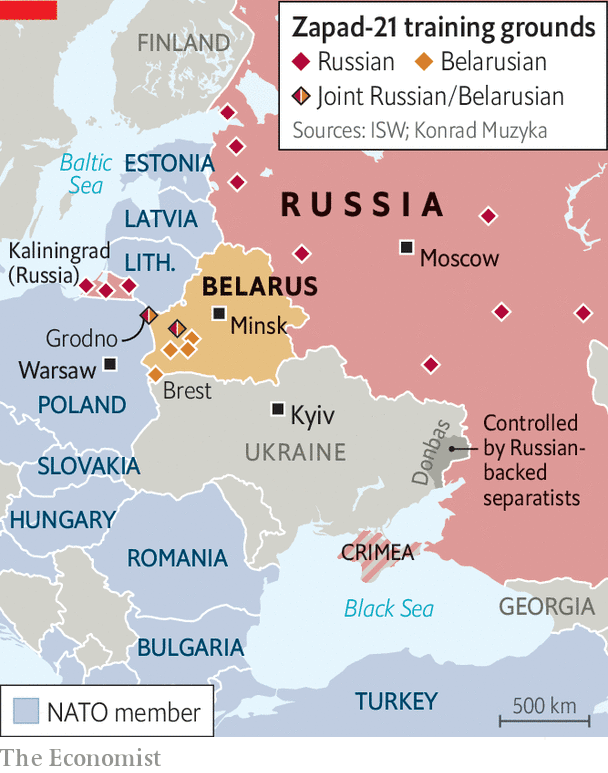 Zapad-21 training grounds
Russian
Belarusian
Joint Russian/Belarusian
Sources: ISW; Konrad Muzyka
FINLAND
Baltic
Sea
ESTONIA
RUSSIA
LATVIA
Kaliningrad
(Russia)
LITH.
Moscow
BELARUS
Minsk
Grodno
Warsaw
Brest
POLAND
Kyiv
UKRAINE
Donbas
Controlled
by Russian-
backed
separatists
SLOVAKIA
HUNGARY
ROMANIA
CRIMEA
Black Sea
GEORGIA
BULGARIA
TURKEY
NATO member
500 km
The Economist